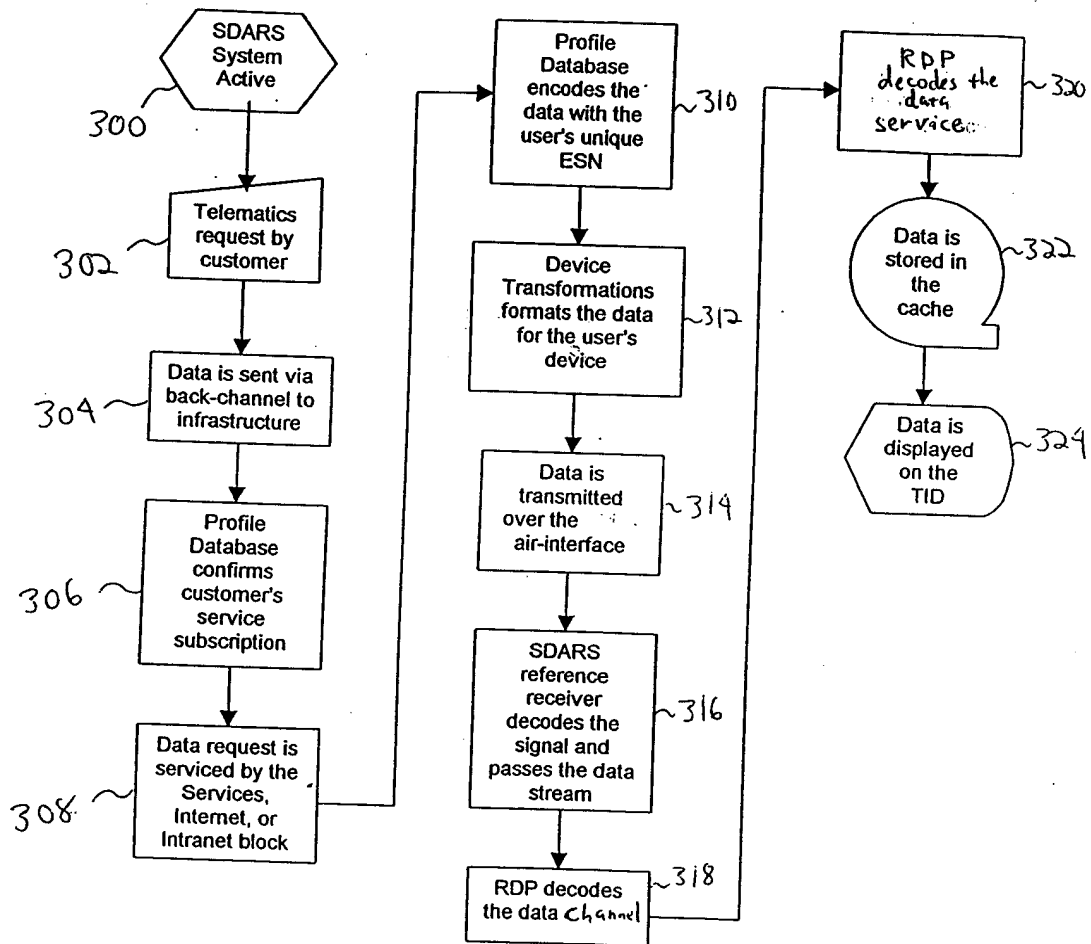 SDARS
System
Active
300
Telematics
request by
customer
302
Data is sent via
back-channel to
infrastructure
304
Profile
Database
confirms
customer's
service
subscription
306
Data request is
serviced by the
Services,
Internet, or
Intranet block
308
Profile
Database
encodes the
data with the
user's unique
ESN
310
Device
Transformations
formats the data
for the user's
device
312
Data is
transmitted
over the
air-interface
314
SDARS
reference
receiver
decodes the
signal and
passes the data
stream
316
RDP decodes
the data channel
318
RDP
decodes the
data
service
320
Data is
stored in
the
cache
322
Data is
displayed
on the
TID
324